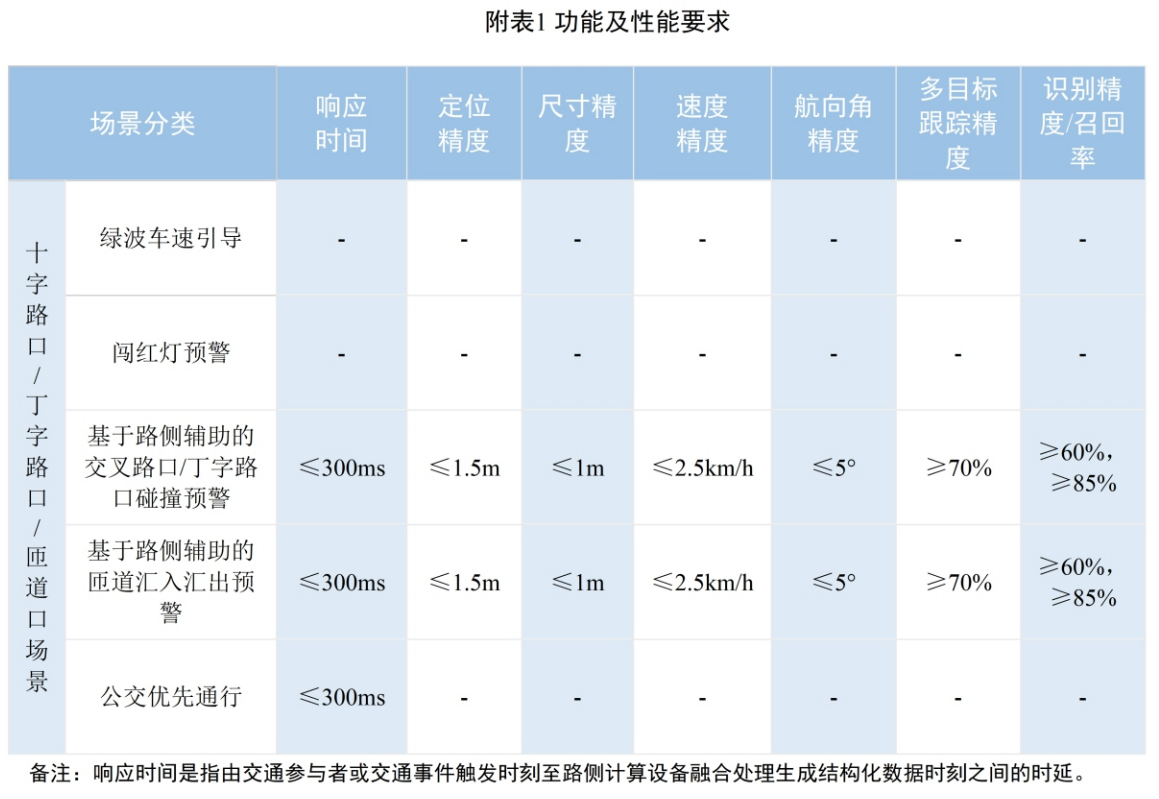 附表1 功能及性能要求
场景分类
响应
时间
定位
精度
尺寸精
度
速度
精度
航向角
精度
多目标
跟踪精
度
识别精
度/召回
率
十字路口/丁字路口/匝道口场景
绿波车速引导
-
-
-
-
-
-
-
闯红灯预警
-
-
-
-
-
-
-
基于路侧辅助的
交叉路口/丁字路
口碰撞预警
≤300ms
≤1.5m
≤1m
≤2.5km/h
≤5°
≥70%
≥60%，
≥85%
基于路侧辅助的
匝道汇入汇出预
警
≤300ms
≤1.5m
≤1m
≤2.5km/h
≤5°
≥70%
≥60%，
≥85%
公交优先通行
≤300ms
-
-
-
-
-
-
备注：响应时间是指由交通参与者或交通事件触发时刻至路侧计算设备融合处理生成结构化数据时刻之间的时延。